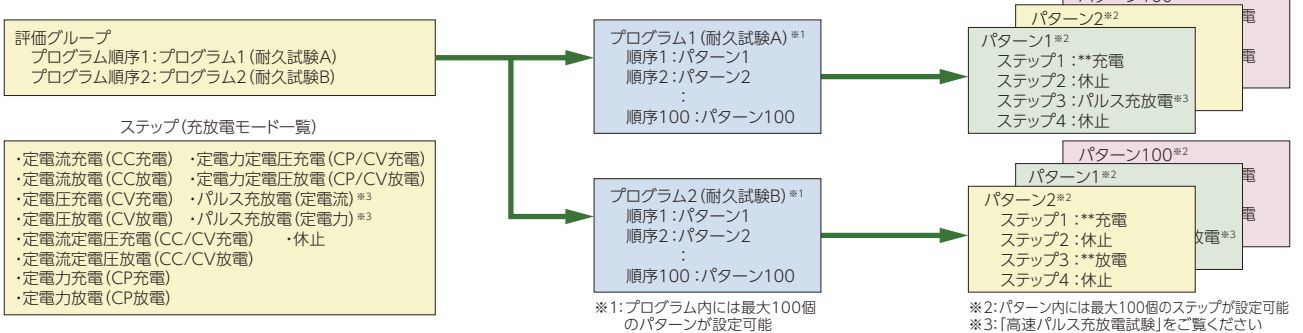 評価グループ
プログラム順序1：プログラム1（耐久試験A）
プログラム順序2：プログラム2（耐久試験B）
ステップ（充放電モード一覧）
・定電流充電（CC充電） ・定電力定電圧充電（CP/CV充電）
・定電流放電（CC放電） ・定電力定電圧放電（CP/CV放電）
・定電圧充電（CV充電） ・パルス充放電（定電流）※3
・定電圧放電（CV放電） ・パルス充放電（定電力）※3
・定電流定電圧充電（CC/CV充電） ・休止
・定電流定電圧放電（CC/CV放電）
・定電力充電（CP充電）
・定電力放電（CP放電）
プログラム1（耐久試験A）※1
順序1：パターン1
順序2：パターン2
：
順序100：パターン100
プログラム2（耐久試験B）※1
順序1：パターン1
順序2：パターン2
：
順序100：パターン100
※1：プログラム内には最大100個
のパターンが設定可能
パターン2※2
電
電
パターン1※2
ステップ1：**充電
ステップ2：休止
ステップ3：パルス充放電※3
ステップ4：休止
パターン100※2
電
電
パターン1※2
放電※3
パターン2※2
ステップ1：**充電
ステップ2：休止
ステップ3：**放電
ステップ4：休止
※2：パターン内には最大100個のステップが設定可能
※3：「高速パルス充放電試験」をご覧ください